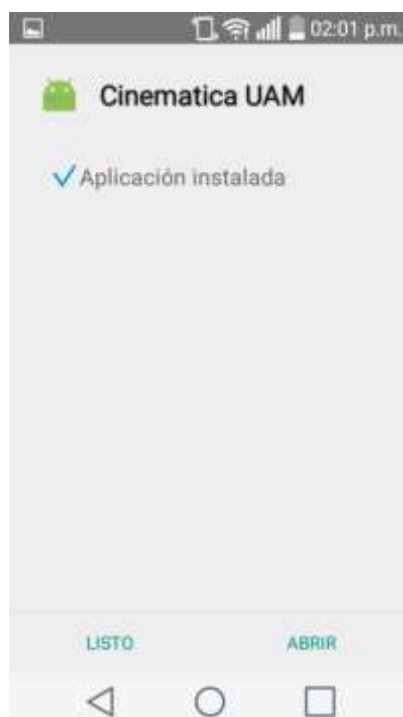 02:01 p.m.
Cinematica UAM
Aplicación instalada
LISTO
ABRIR